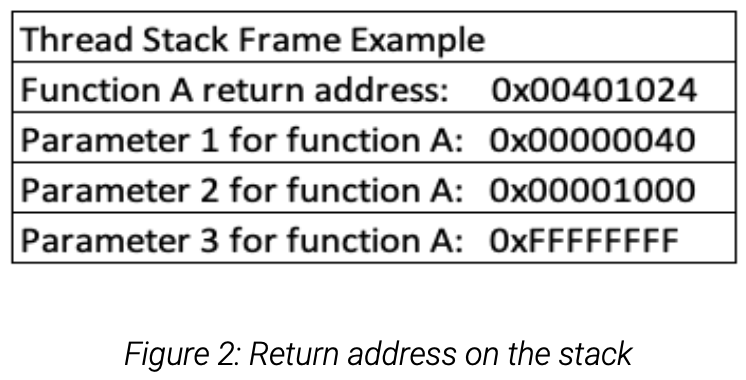 Thread Stack Frame Example
Function A return address: 0x00401024
Parameter 1 for function A: 0x00000040
Parameter 2 for function A: 0x00001000
Parameter 3 for function A: 0xFFFFFFFF
Figure 2: Return address on the stack